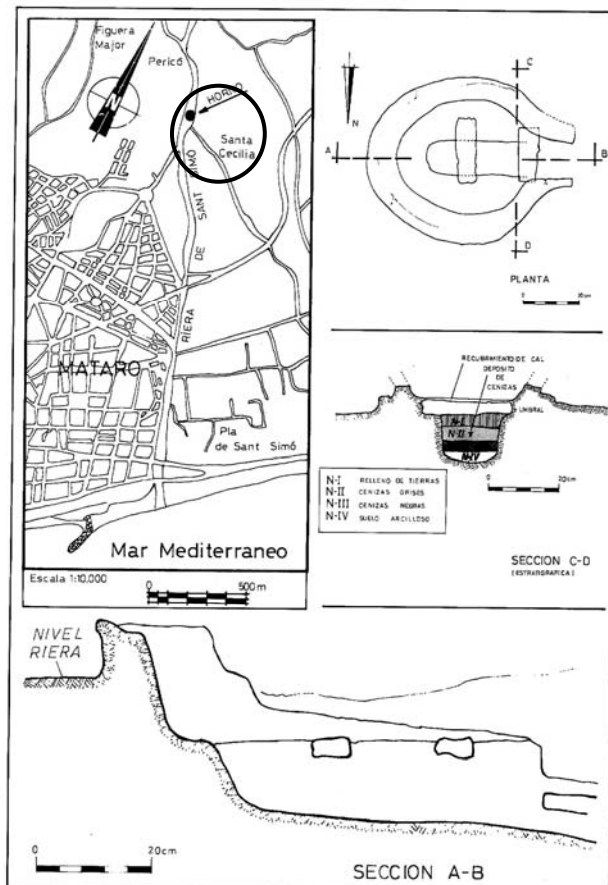 Figuera
Major
Pericó
N
HORNO
Santa
Cecilia
RIERA DE SANT SIMÓ
MATARO
Pla
de Sant Simó
Mar Mediterraneo
Escala 1:10,000
0 500 m
C
N
A
B
D
PLANTA
0
RECUBRIMIENTO DE CAL
DEPOSITO
DE
CENIZAS
UMBRAL
N-I
N-II
N-IV
N-I RELLENO DE TIERRAS
N-II CENIZAS GRISES
N-III CENIZAS NEGRAS
N-IV SUELO ARCILLOSO
0 20cm
SECCION C-D
(ESTRATIGRAFICA)
NIVEL
RIERA
0 20cm
SECCION A-B